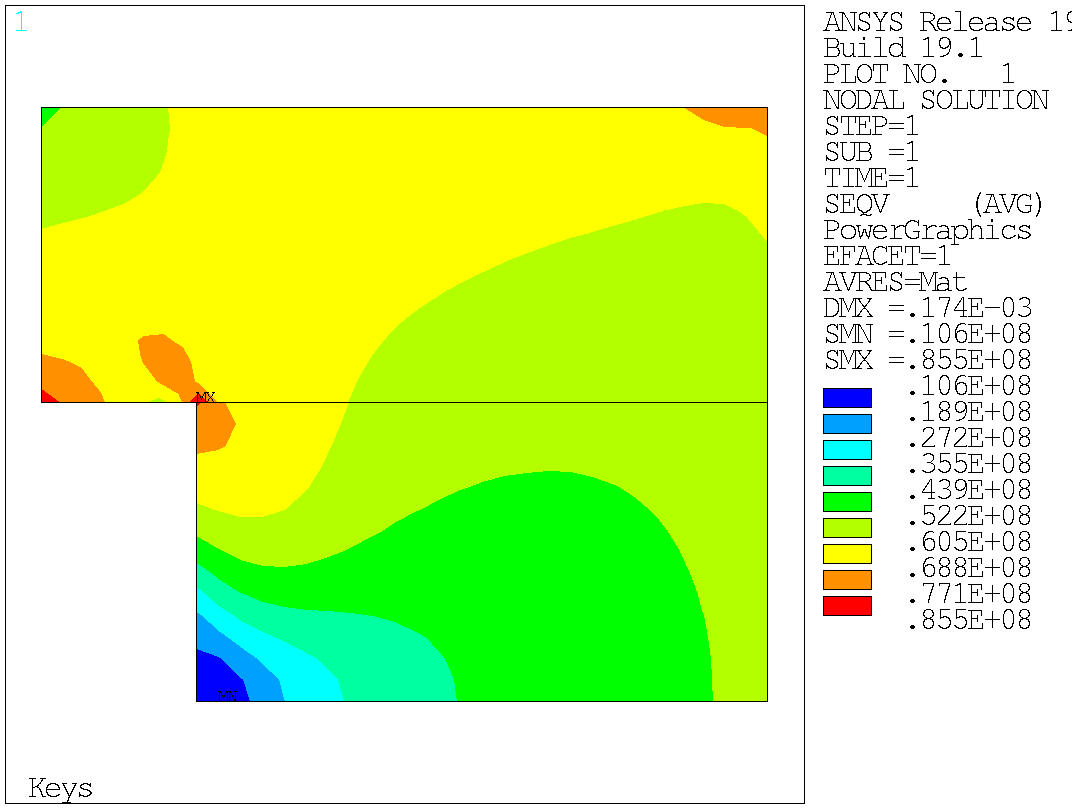 1
ANSYS Release 19
Build 19.1
PLOT NO.   1
NODAL SOLUTION
STEP=1
SUB =1
TIME=1
SEQV     (AVG)
PowerGraphics
EFACET=1
AVRES=Mat
DMX =.174E-03
SMN =.106E+08
SMX =.855E+08
.106E+08
.189E+08
.272E+08
.355E+08
.439E+08
.522E+08
.605E+08
.688E+08
.771E+08
.855E+08
MX
MN
Keys